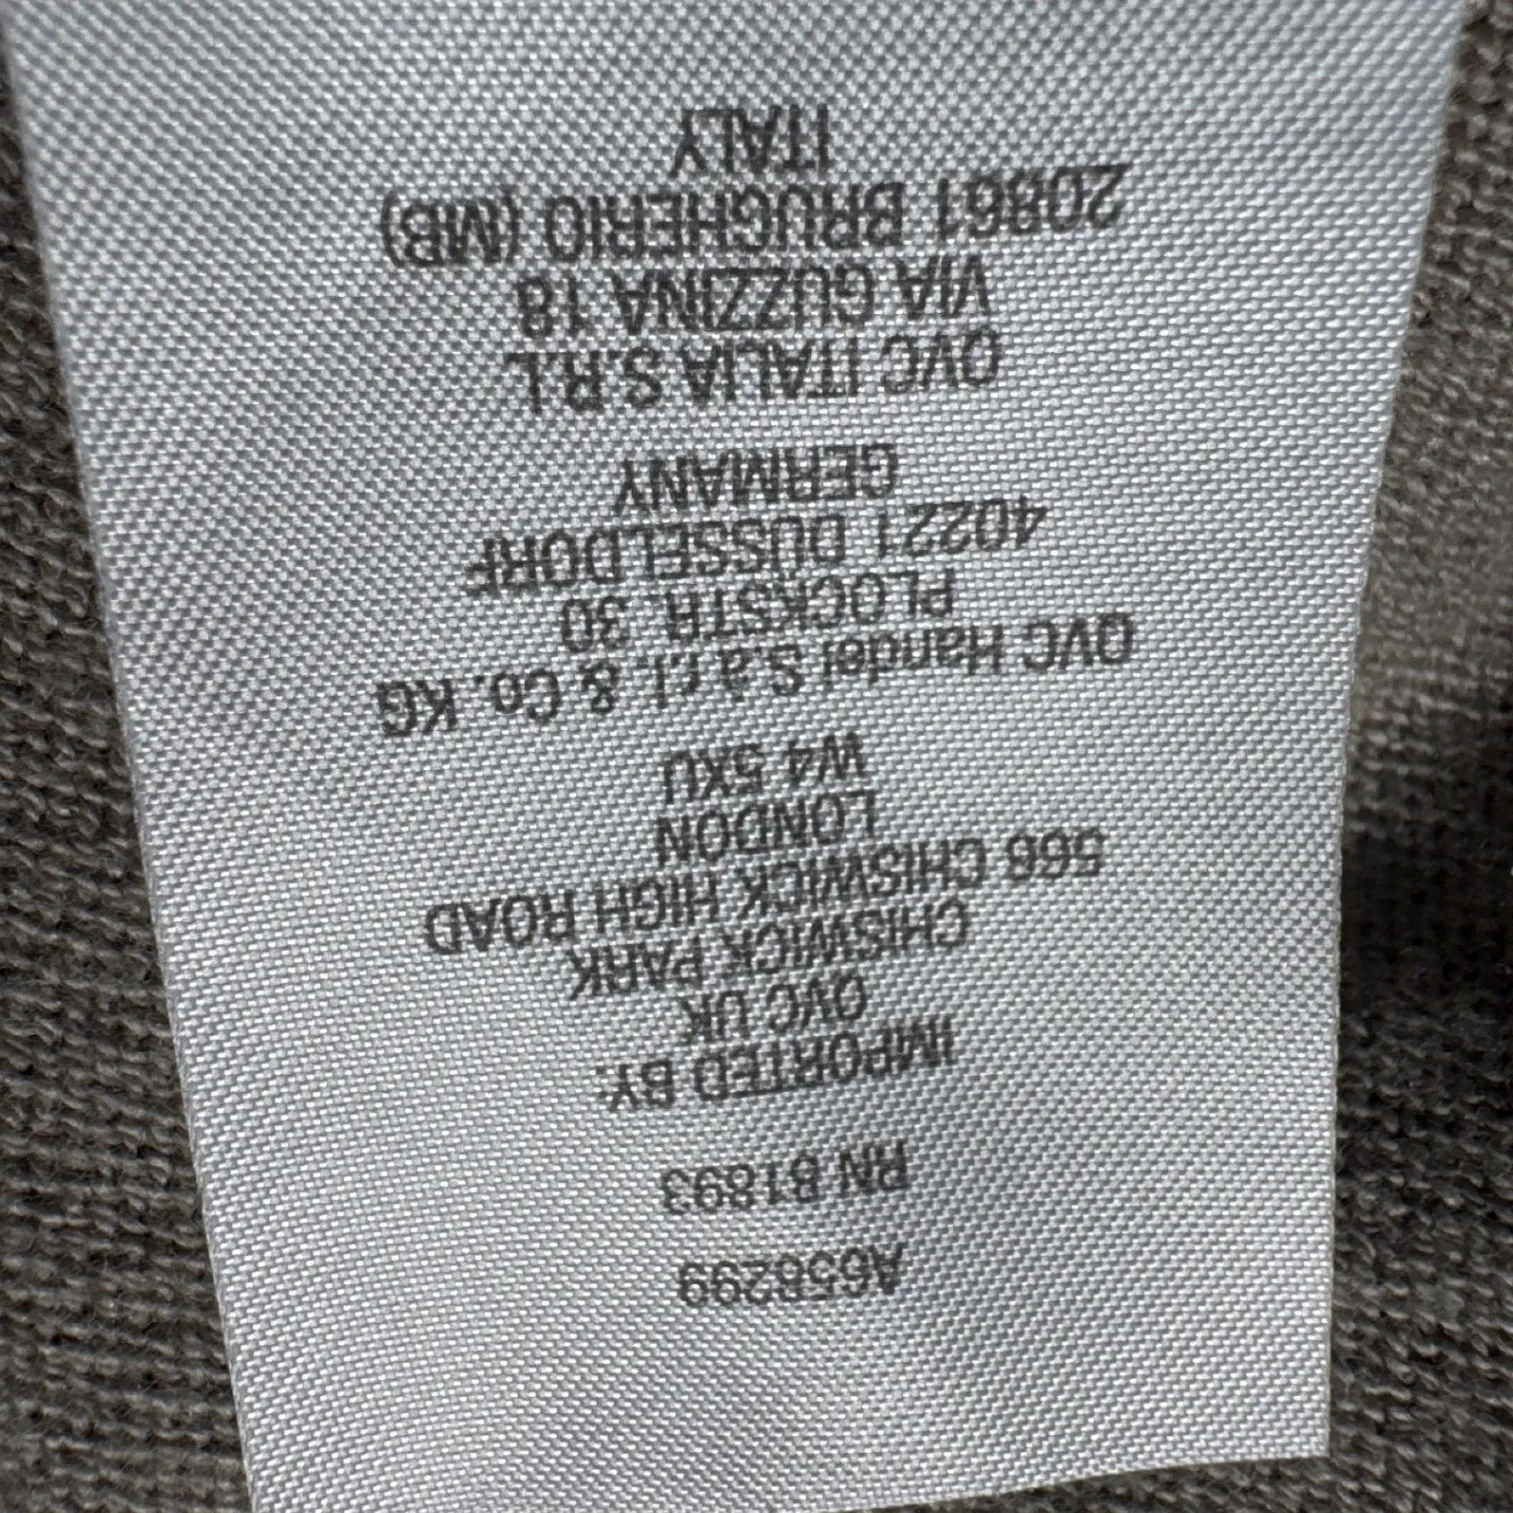 A658299
RN 81893
IMPORTED BY:
QVC UK
CHISWICK PARK
566 CHISWICK HIGH ROAD
LONDON
W4 5XU
QVC Handel S.à r.l. & Co. KG
PLOCKSTR. 30
40221 DÜSSELDORF
GERMANY
QVC ITALIA S.R.L
VIA GUZZINA 18
20861 BRUGHERIO (MB)
ITALY